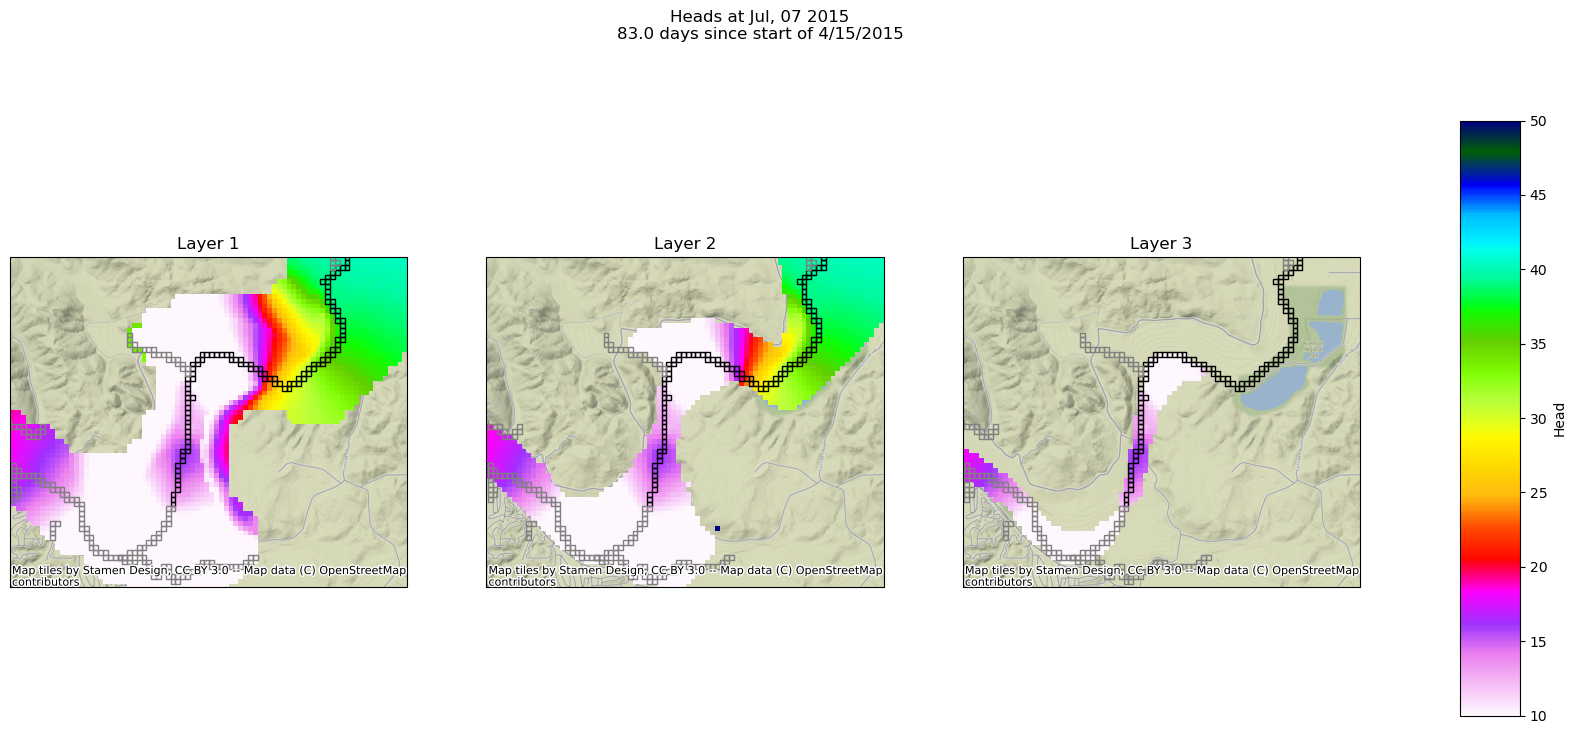 Heads at Jul, 07 2015
83.0 days since start of 4/15/2015
Layer 1
Layer 2
Layer 3
Map tiles by Stamen Design, CC BY 3.0 -- Map data (C) OpenStreetMap
contributors
Map tiles by Stamen Design, CC BY 3.0 -- Map data (C) OpenStreetMap
contributors
Map tiles by Stamen Design, CC BY 3.0 -- Map data (C) OpenStreetMap
contributors
50
45
40
35
30
25
20
15
10
Head